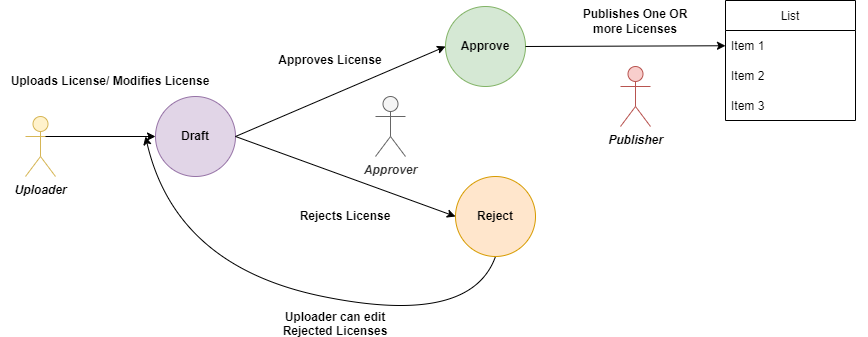 Publishes One OR
more Licenses
List
Approves License
Approve
Item 1
Uploads License/ Modifies License
Item 2
Item 3
Draft
Publisher
Approver
Uploader
Rejects License
Reject
Uploader can edit
Rejected Licenses